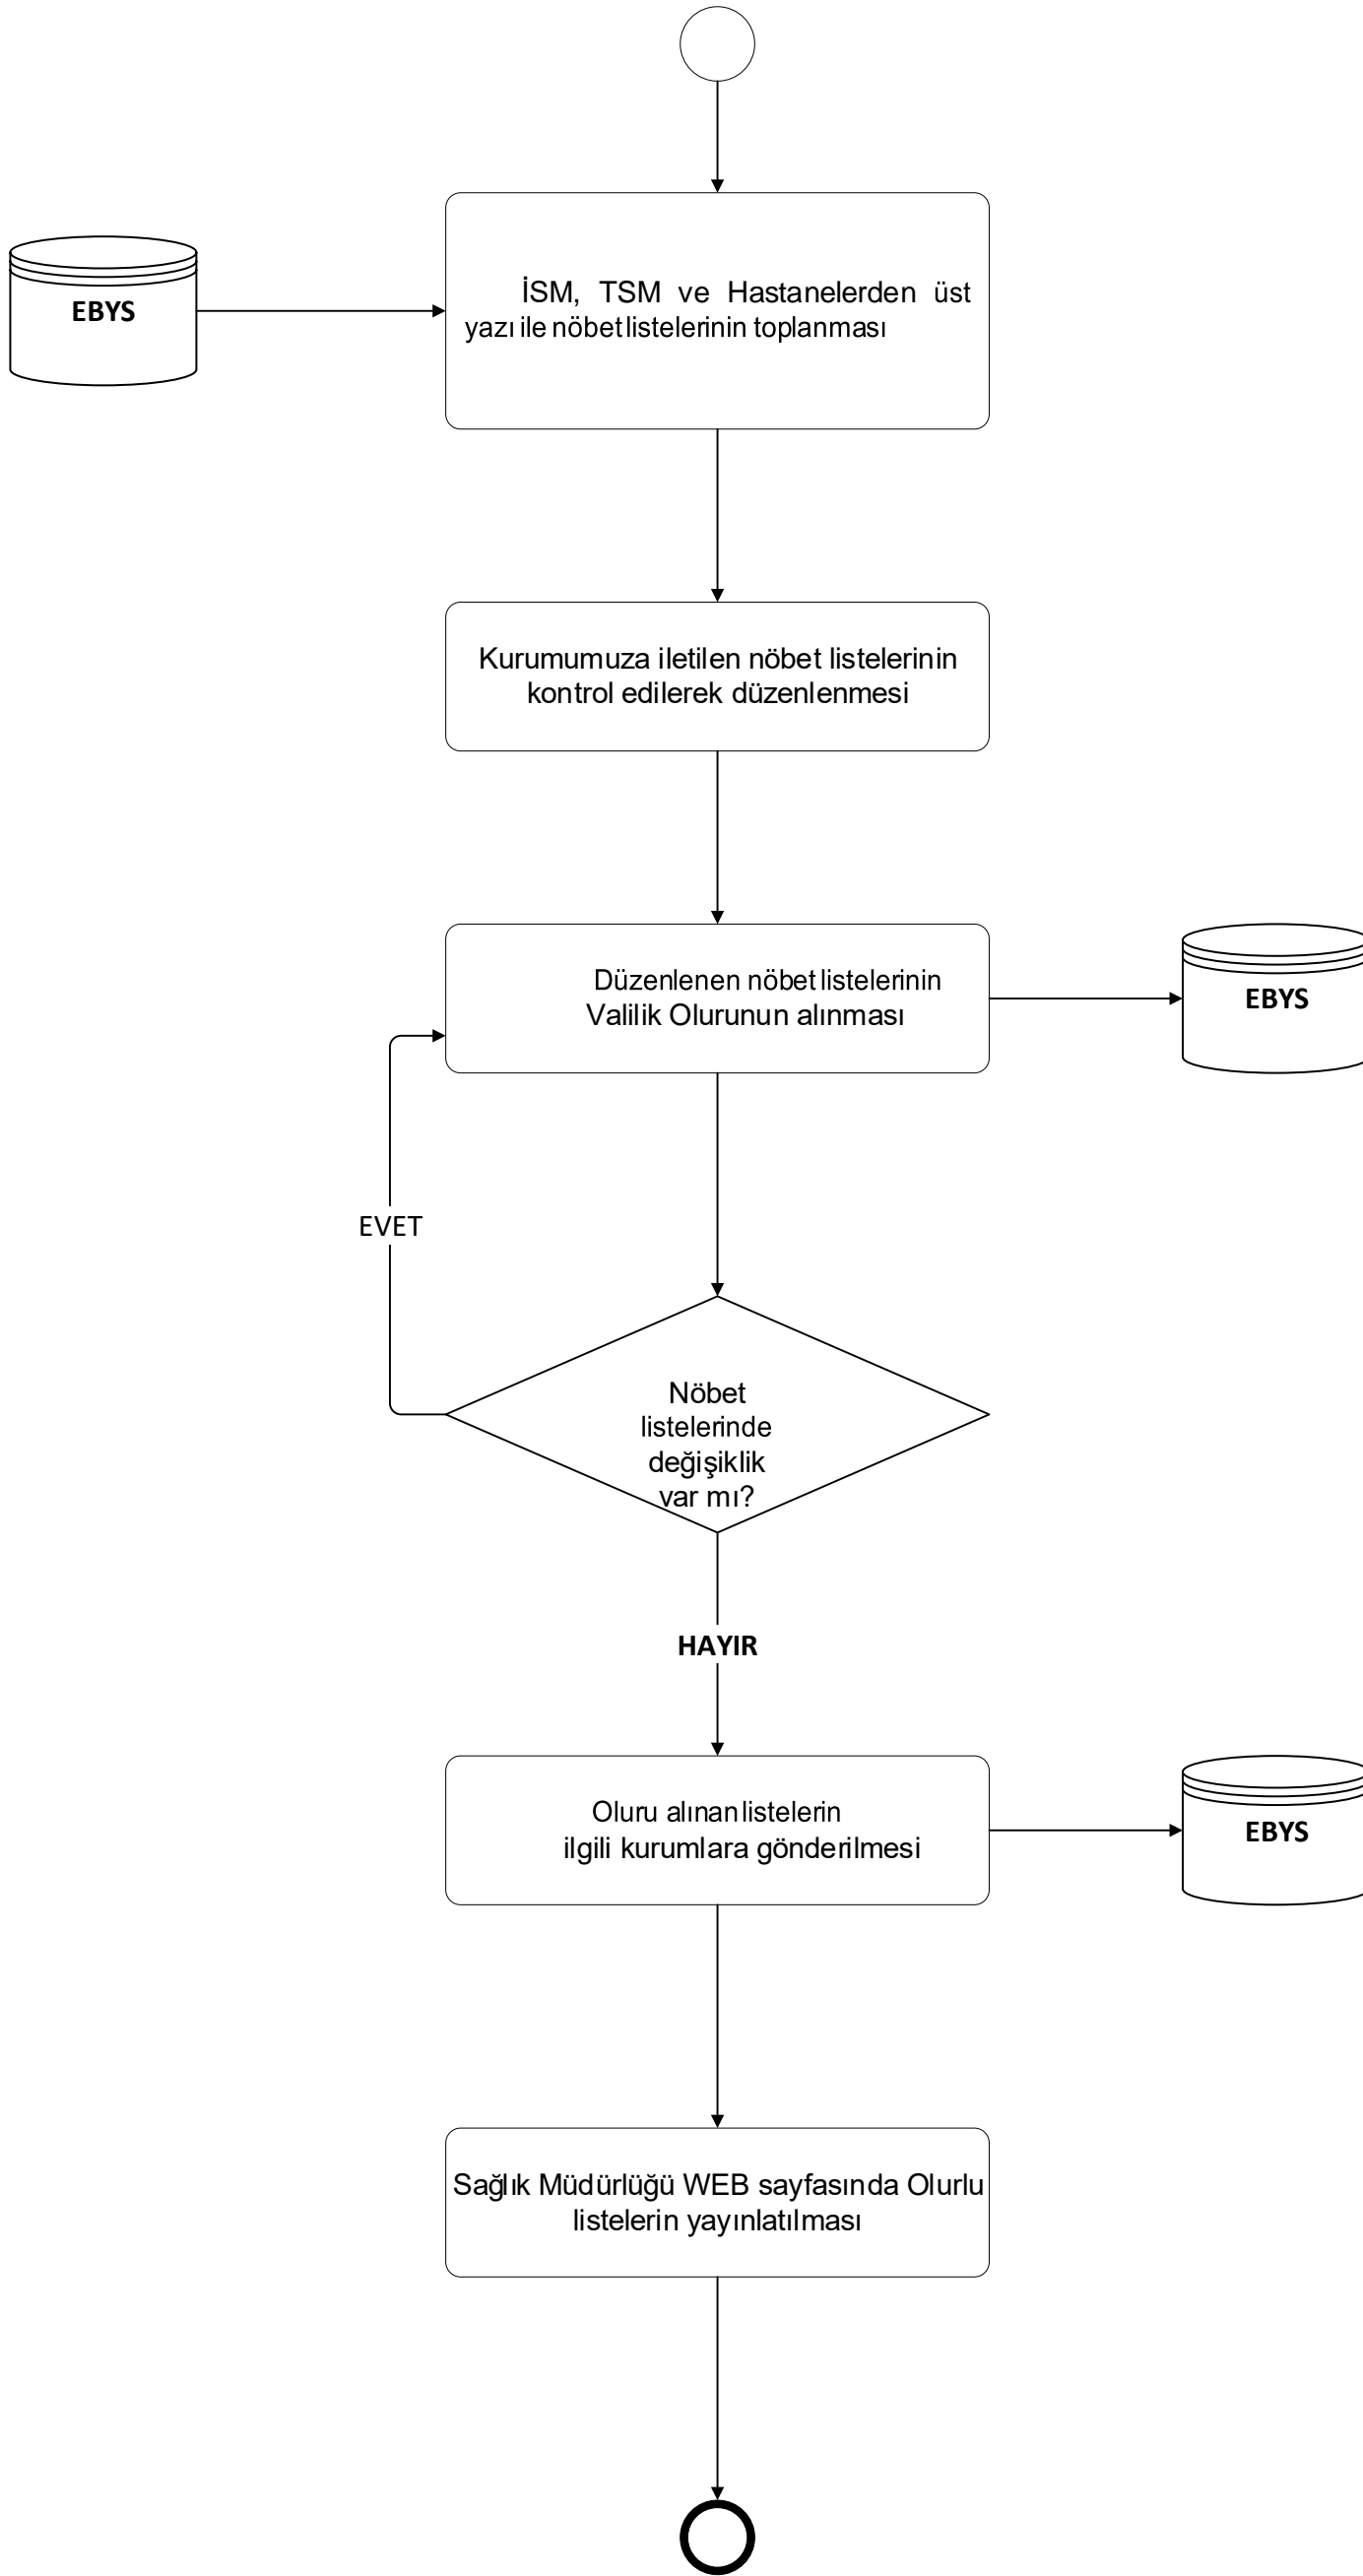 EBYS
İSM, TSM ve Hastanelerden üst
yazı ile nöbet listelerinin toplanması
Kurumumuza iletilen nöbet listelerinin
kontrol edilerek düzenlenmesi
Düzenlenen nöbet listelerinin
Valilik Olurunun alınması
EBYS
EVET
Nöbet
listelerinde
değişiklik
var mı?
HAYIR
Oluru alınan listelerin
ilgili kurumlara gönderilmesi
EBYS
Sağlık Müdürlüğü WEB sayfasında Olurlu
listelerin yayınlatılması